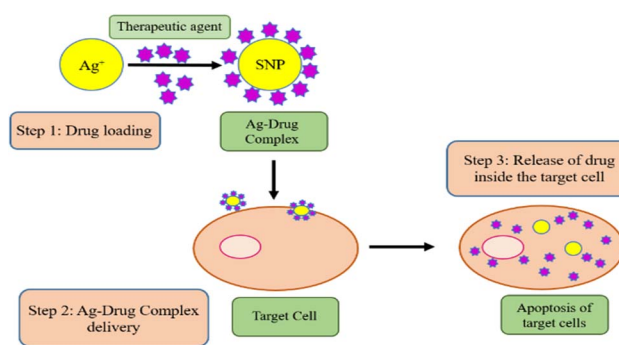 Therapeutic agent
Ag⁺
SNP
Step 1: Drug loading
Ag-Drug
Complex
Step 3: Release of drug
inside the target cell
Step 2: Ag-Drug Complex
delivery
Target Cell
Apoptosis of
target cells